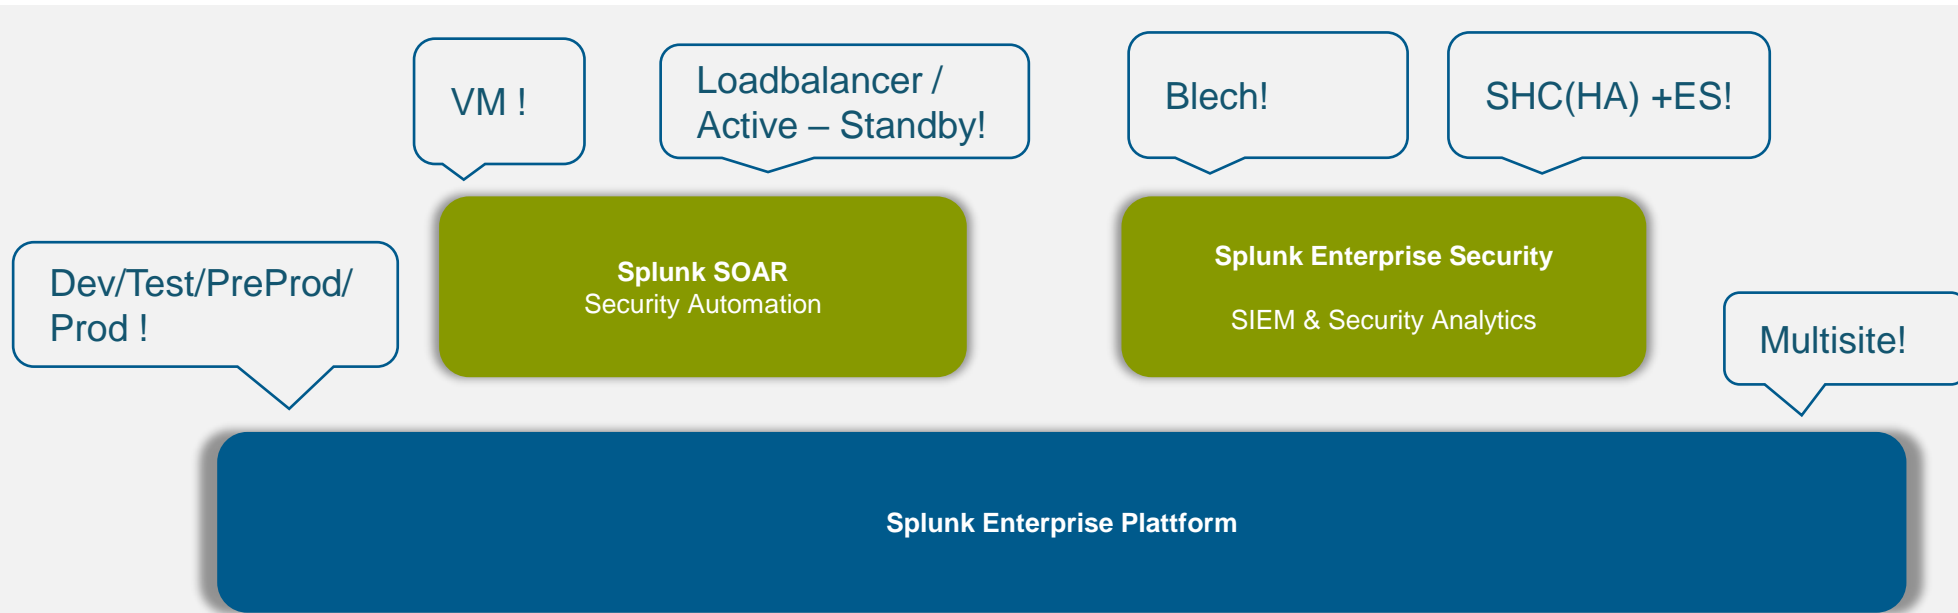 VM !
Loadbalancer /
Active – Standby!
Blech!
SHC(HA) +ES!
Dev/Test/PreProd/
Prod !
Splunk SOAR
Security Automation
Splunk Enterprise Security
SIEM & Security Analytics
Multisite!
Splunk Enterprise Plattform